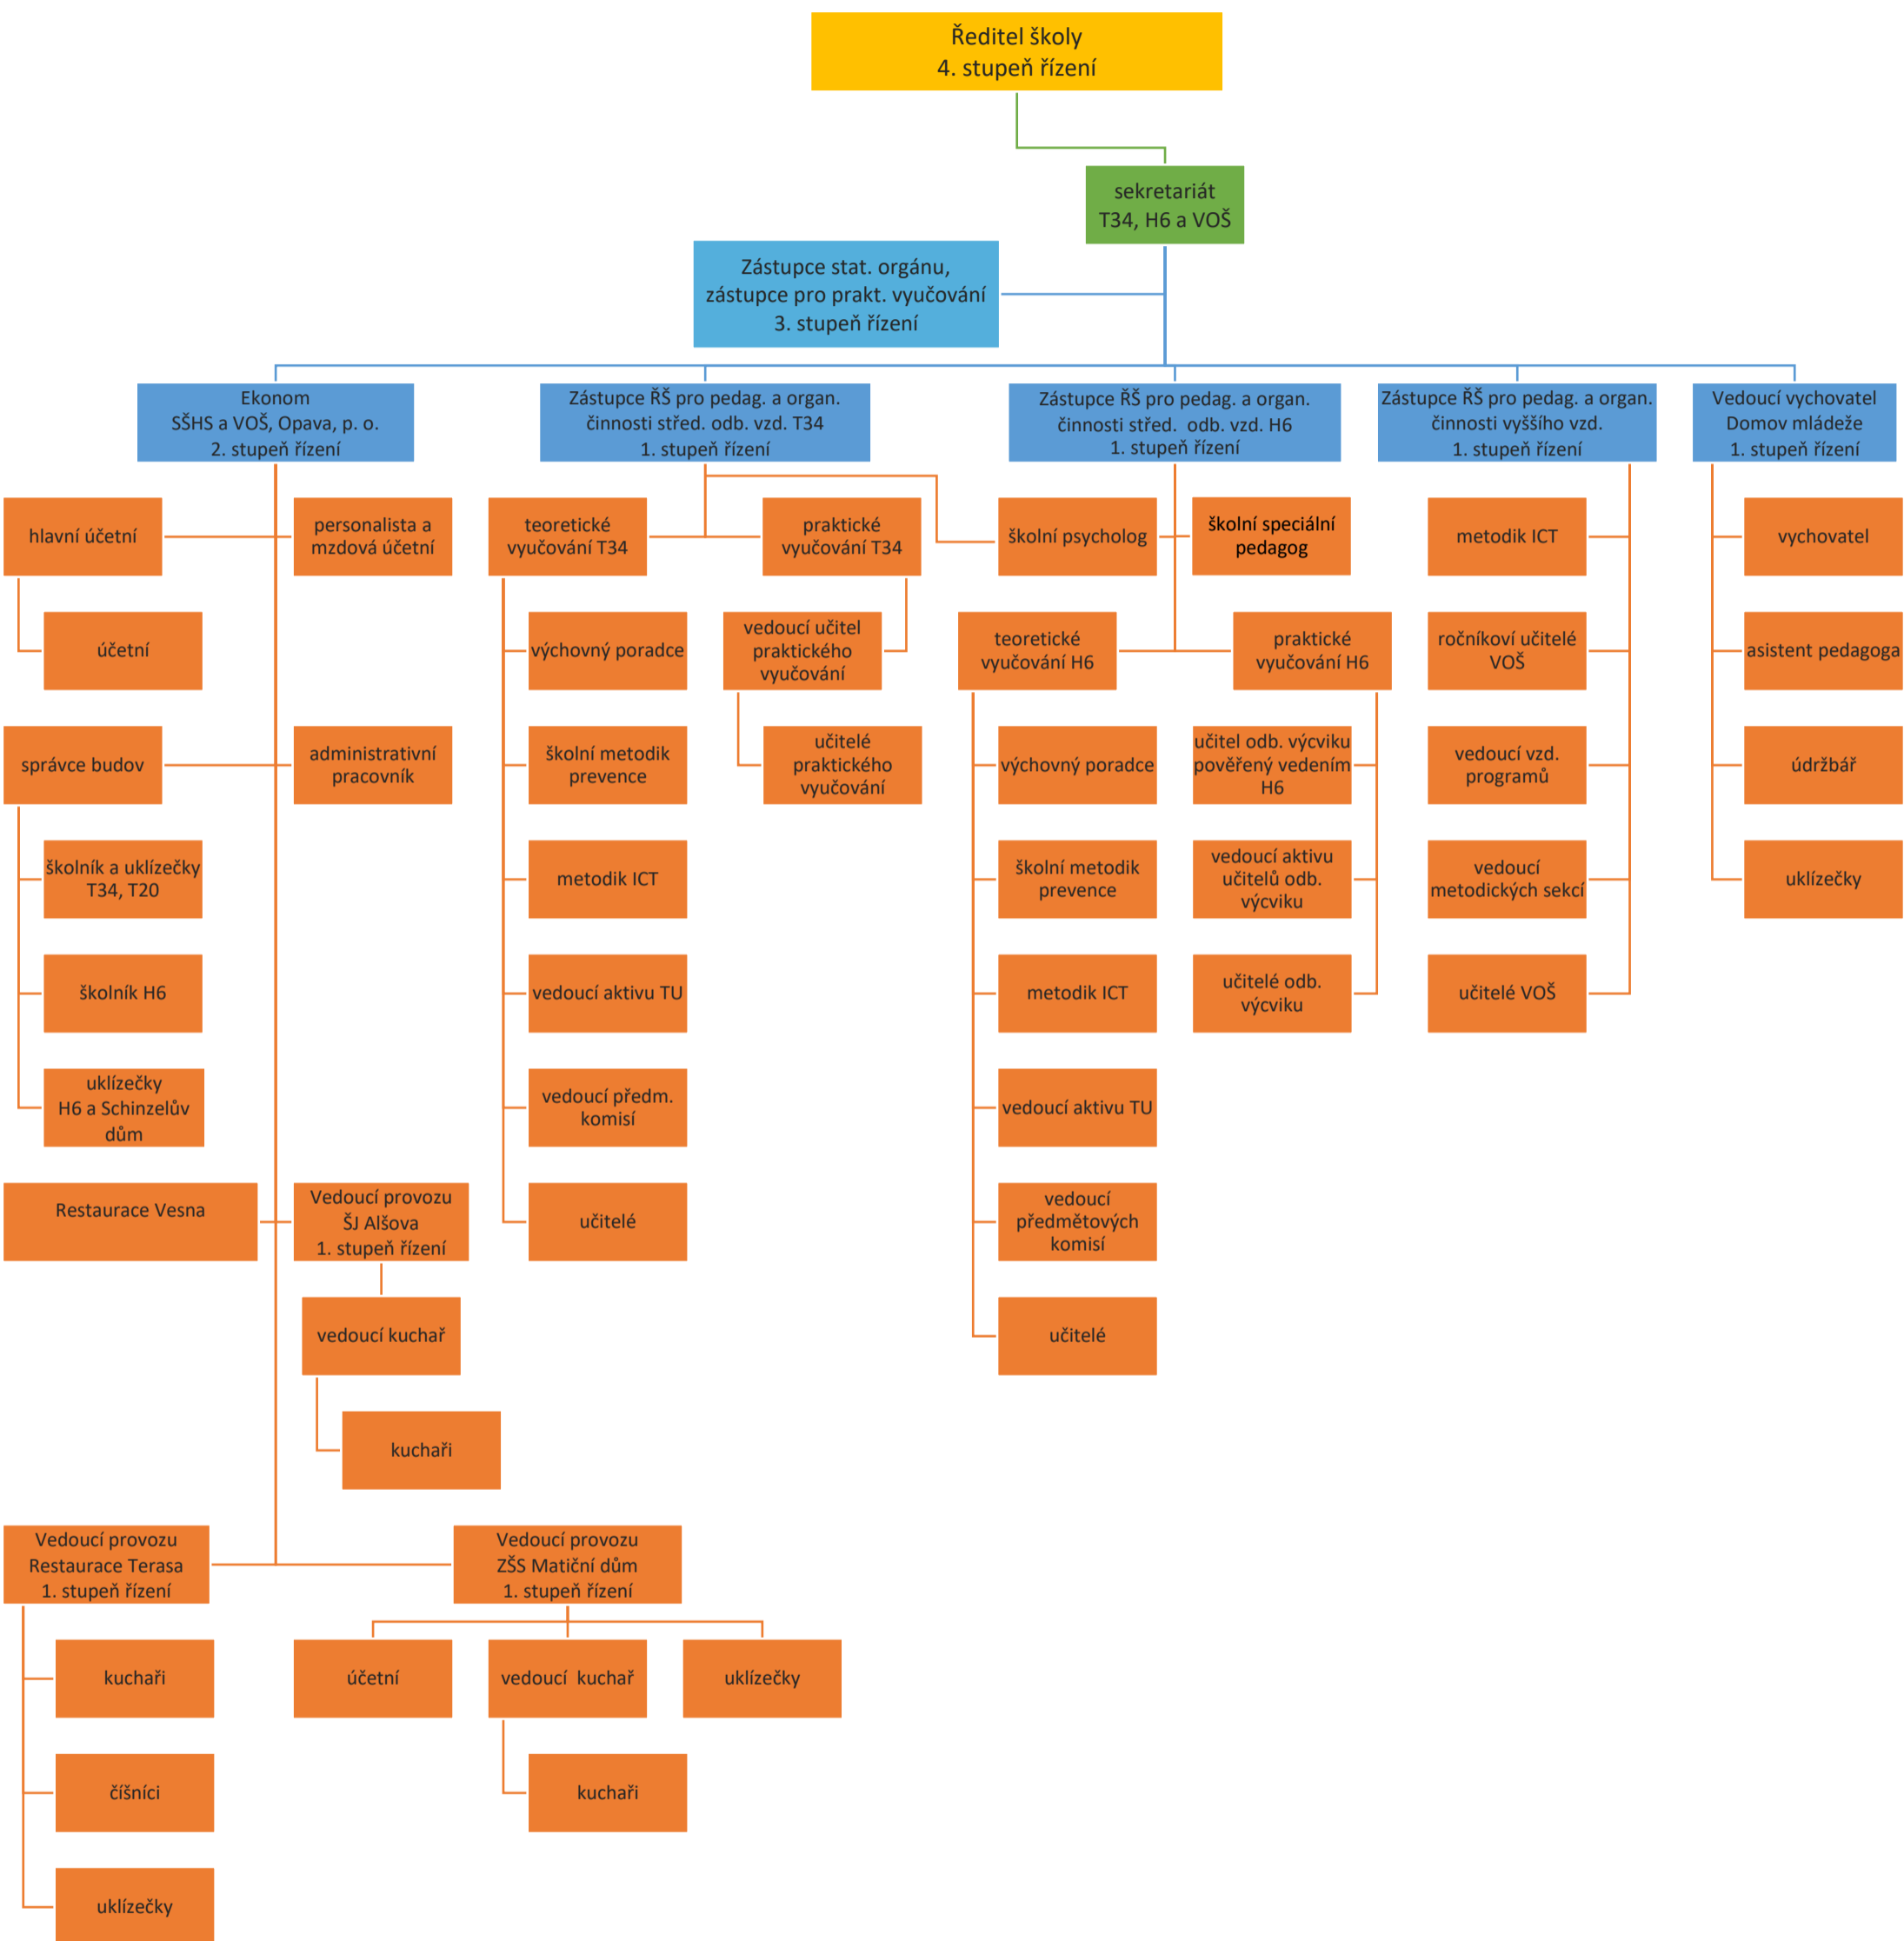 Ředitel školy
4. stupeň řízení
sekretariát
T34, H6 a VOŠ
Zástupce stat. orgánu,
zástupce pro prakt. vyučování
3. stupeň řízení
Ekonom
SŠHS a VOŠ, Opava, p. o.
2. stupeň řízení
Zástupce ŘŠ pro pedag. a organ.
činnosti střed. odb. vzd. T34
1. stupeň řízení
Zástupce ŘŠ pro pedag. a organ.
činnosti střed. odb. vzd. H6
1. stupeň řízení
Zástupce ŘŠ pro pedag. a organ.
činnosti vyššího vzd.
1. stupeň řízení
Vedoucí vychovatel
Domov mládeže
1. stupeň řízení
hlavní účetní
personalista a
mzdová účetní
teoretické
vyučování T34
praktické
vyučování T34
školní psycholog
školní speciální
pedagog
metodik ICT
vychovatel
účetní
výchovný poradce
vedoucí učitel
praktického
vyučování
teoretické
vyučování H6
praktické
vyučování H6
ročníkoví učitelé
VOŠ
asistent pedagoga
správce budov
administrativní
pracovník
školní metodik
prevence
učitelé
praktického
vyučování
výchovný poradce
učitel odb. výcviku
pověřený vedením
H6
vedoucí vzd.
programů
údržbář
školník a uklízečky
T34, T20
metodik ICT
školní metodik
prevence
vedoucí aktivu
učitelů odb.
výcviku
vedoucí
metodických sekcí
uklízečky
školník H6
vedoucí aktivu TU
metodik ICT
učitelé odb.
výcviku
učitelé VOŠ
uklízečky
H6 a Schinzelův
dům
vedoucí předm.
komisí
vedoucí aktivu TU
Restaurace Vesna
Vedoucí provozu
ŠJ Alšova
1. stupeň řízení
učitelé
vedoucí
předmětových
komisí
vedoucí kuchař
učitelé
kuchaři
Vedoucí provozu
Restaurace Terasa
1. stupeň řízení
Vedoucí provozu
ZŠS Matiční dům
1. stupeň řízení
kuchaři
účetní
vedoucí kuchař
uklízečky
číšníci
kuchaři
uklízečky